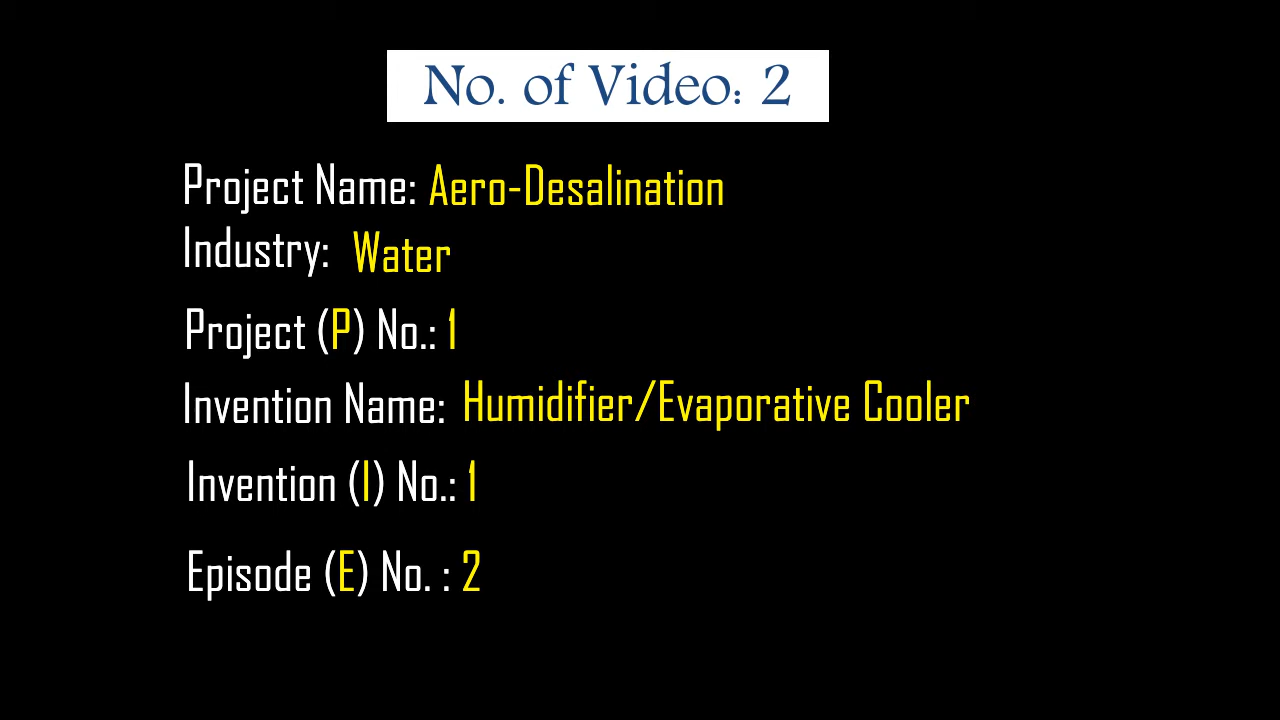 No. of Video: 2
Project Name: Aero-Desalination
Industry: Water
Project (P) No.: 1
Invention Name: Humidifier/Evaporative Cooler
Invention (I) No.: 1
Episode (E) No. : 2